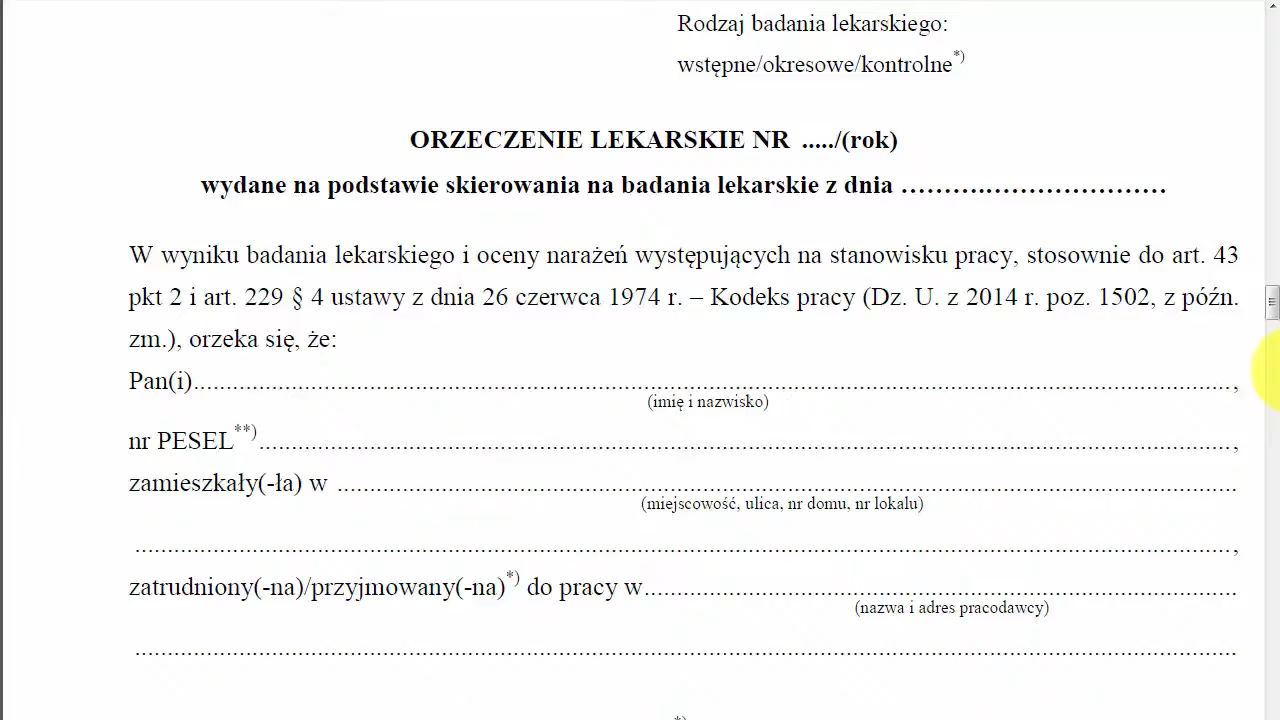 Rodzaj badania lekarskiego:
wstępne/okresowe/kontrolne*)
ORZECZENIE LEKARSKIE NR ...../(rok)
wydane na podstawie skierowania na badania lekarskie z dnia …………………………
W wyniku badania lekarskiego i oceny narażeń występujących na stanowisku pracy, stosownie do art. 43
pkt 2 i art. 229 § 4 ustawy z dnia 26 czerwca 1974 r. – Kodeks pracy (Dz. U. z 2014 r. poz. 1502, z późn.
zm.), orzeka się, że:
Pan(i)....................................................................................................,
(imię i nazwisko)
nr PESEL**)....................................................................................................,
zamieszkały(-ła) w ....................................................................................................
(miejscowość, ulica, nr domu, nr lokalu)
....................................................................................................,
zatrudniony(-na)/przyjmowany(-na)*) do pracy w....................................................................................................
(nazwa i adres pracodawcy)
....................................................................................................
*)